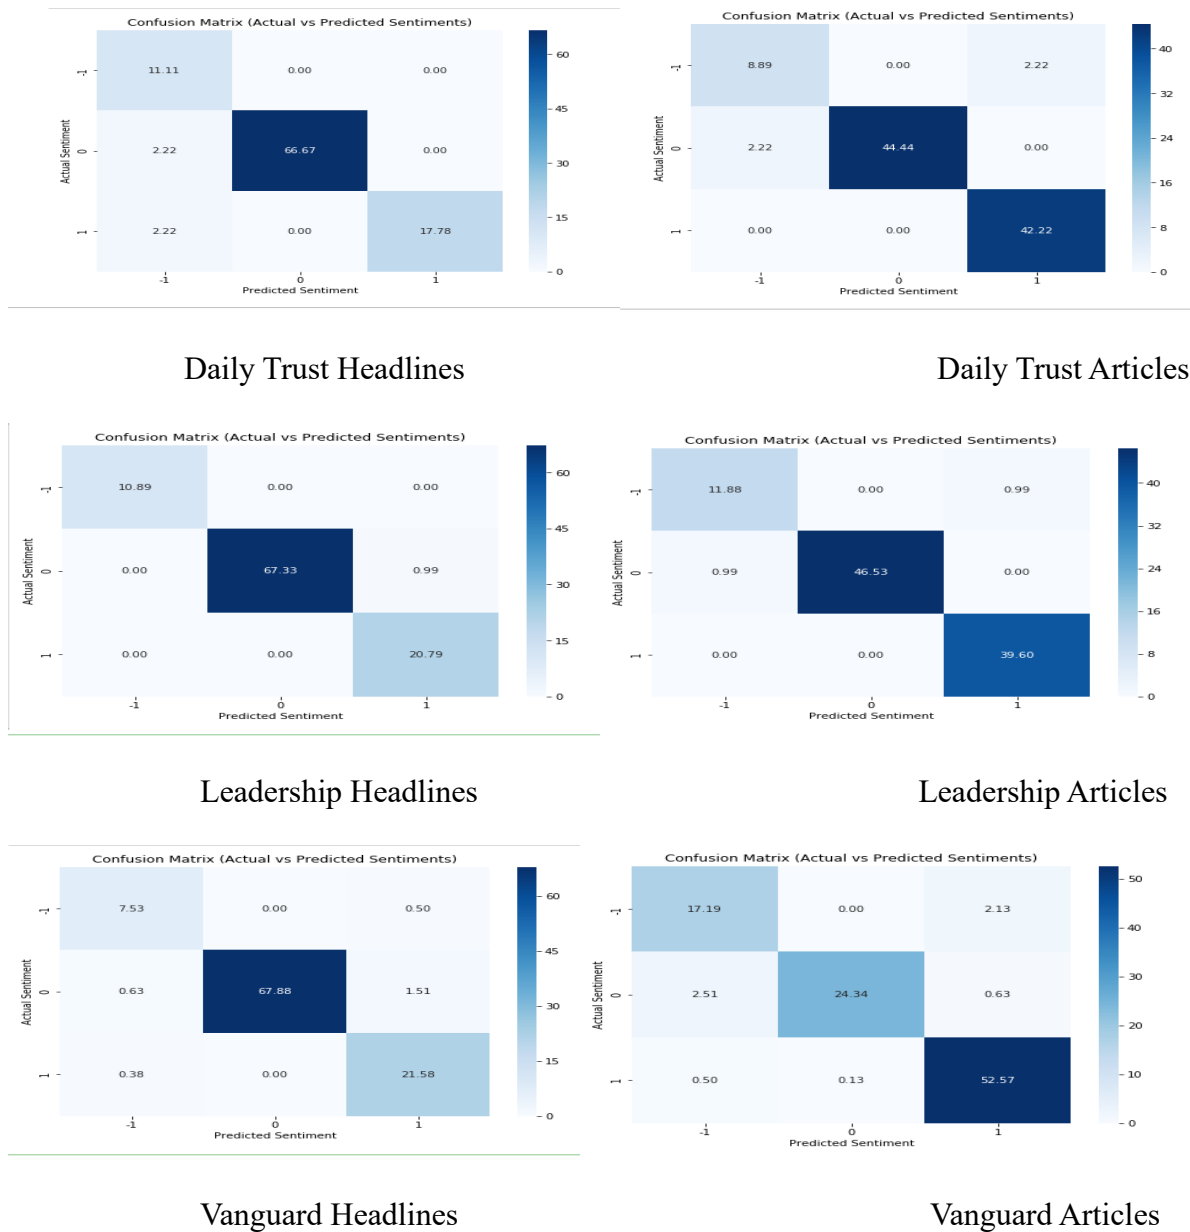 Confusion Matrix (Actual vs Predicted Sentiments)
Actual Sentiment
-1 11.11 0.00 0.00
0 2.22 66.67 0.00
1 2.22 0.00 17.78
-1 0 1
Predicted Sentiment
60
45
30
15
0
Confusion Matrix (Actual vs Predicted Sentiments)
Actual Sentiment
-1 8.89 0.00 2.22
0 2.22 44.44 0.00
1 0.00 0.00 42.22
-1 0 1
Predicted Sentiment
40
32
24
16
8
0
Daily Trust Headlines
Daily Trust Articles
Confusion Matrix (Actual vs Predicted Sentiments)
Actual Sentiment
-1 10.89 0.00 0.00
0 0.00 67.33 0.99
1 0.00 0.00 20.79
-1 0 1
Predicted Sentiment
60
45
30
15
0
Confusion Matrix (Actual vs Predicted Sentiments)
Actual Sentiment
-1 11.88 0.00 0.99
0 0.99 46.53 0.00
1 0.00 0.00 39.60
-1 0 1
Predicted Sentiment
40
32
24
16
8
0
Leadership Headlines
Leadership Articles
Confusion Matrix (Actual vs Predicted Sentiments)
Actual Sentiment
-1 7.53 0.00 0.50
0 0.63 67.88 1.51
1 0.38 0.00 21.58
-1 0 1
Predicted Sentiment
60
45
30
15
0
Confusion Matrix (Actual vs Predicted Sentiments)
Actual Sentiment
-1 17.19 0.00 2.13
0 2.51 24.34 0.63
1 0.50 0.13 52.57
-1 0 1
Predicted Sentiment
50
40
30
20
10
0
Vanguard Headlines
Vanguard Articles